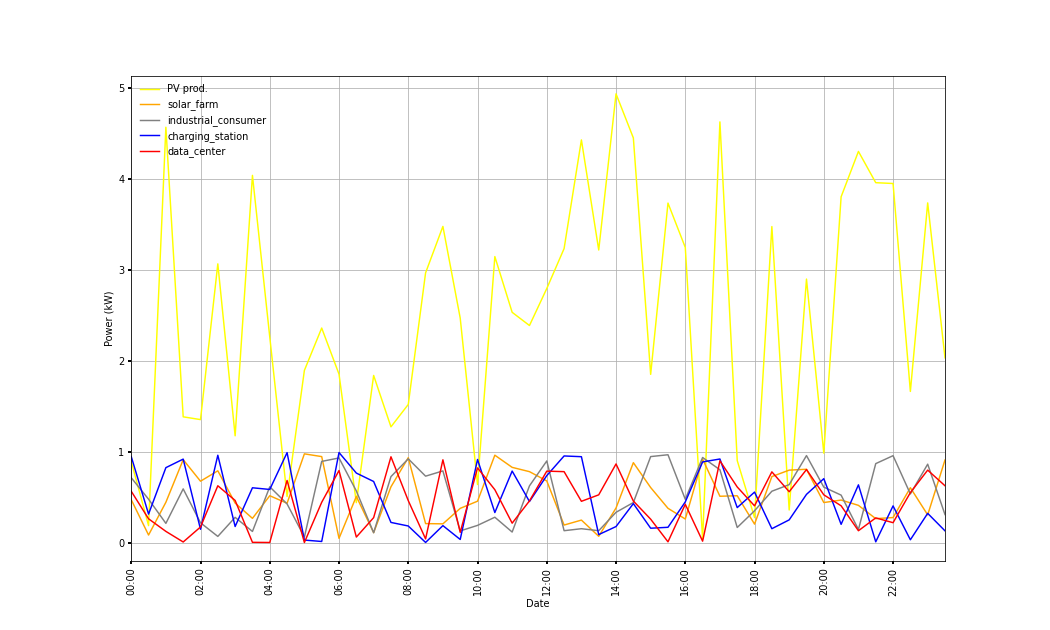 PV prod.
solar_farm
industrial_consumer
charging_station
data_center
5
4
3
2
1
0
Power (kW)
00:00 02:00 04:00 06:00 08:00 10:00 12:00 14:00 16:00 18:00 20:00 22:00
Date